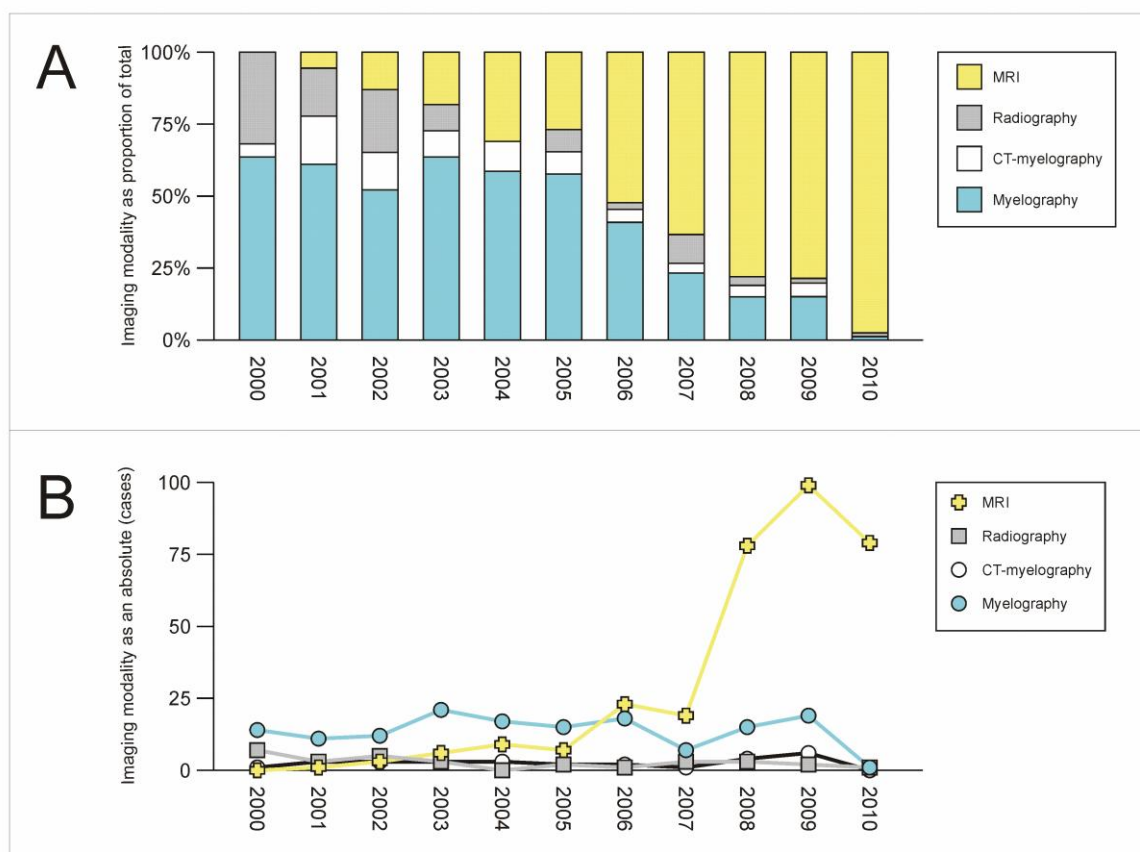 A
Imaging modality as proportion of total
100%
75%
50%
25%
0%
2000
2001
2002
2003
2004
2005
2006
2007
2008
2009
2010
MRI
Radiography
CT-myelography
Myelography
B
Imaging modality as an absolute (cases)
100
75
50
25
0
2000
2001
2002
2003
2004
2005
2006
2007
2008
2009
2010
MRI
Radiography
CT-myelography
Myelography